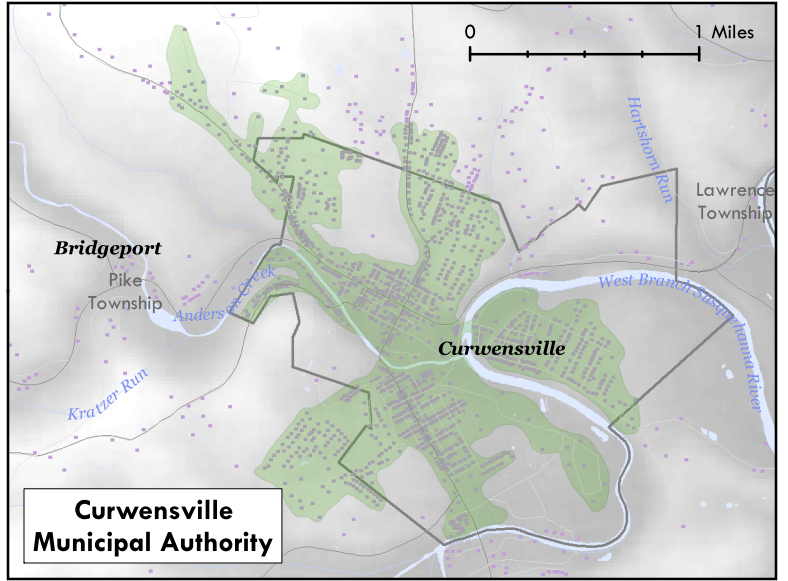 0 1 Miles
Hartshorn Run
Lawrence
Township
Bridgeport
Pike
Township
Anderson Creek
West Branch Susquehanna River
Curwensville
Kratzer Run
Curwensville
Municipal Authority